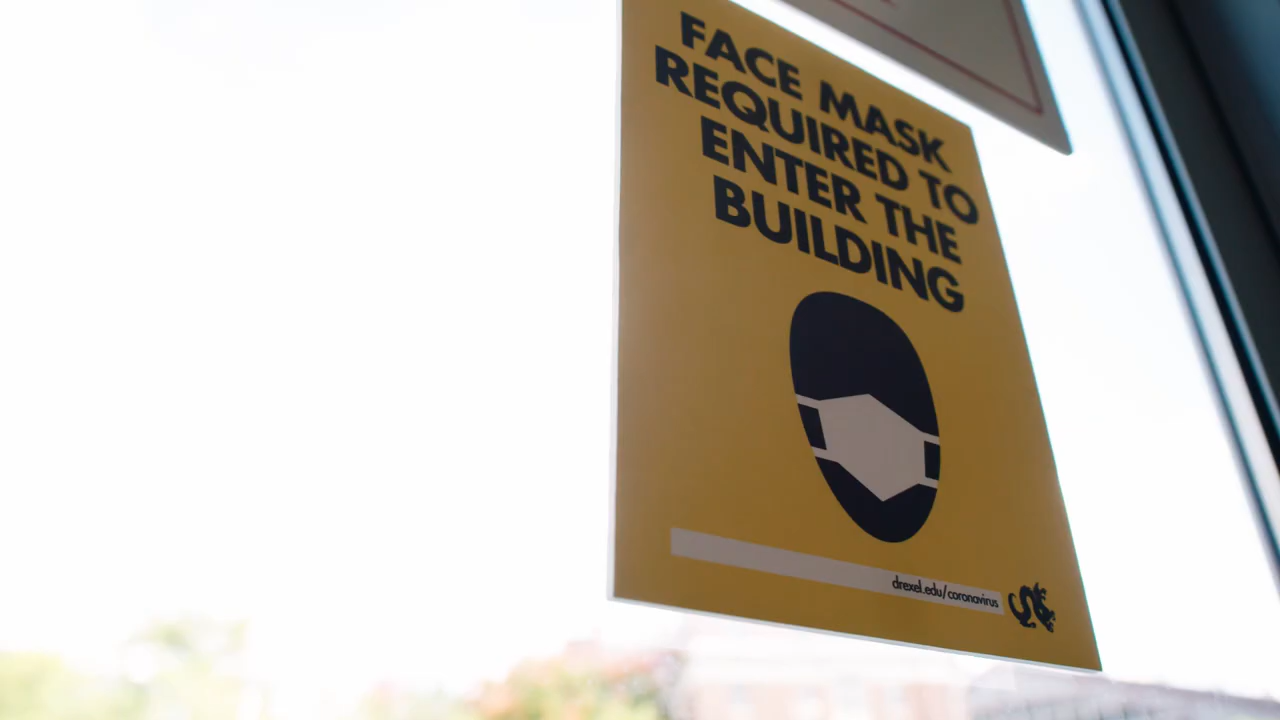 FACE MASK
REQUIRED TO
ENTER THE
BUILDING
drexel.edu/coronavirus